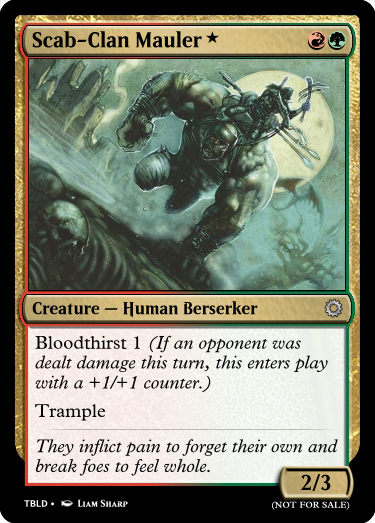 Scab-Clan Mauler ★
Creature — Human Berserker
Bloodthirst 1 (If an opponent was
dealt damage this turn, this enters play
with a +1/+1 counter.)
Trample
They inflict pain to forget their own and
break foes to feel whole.
2/3
TBLD • Liam Sharp
(NOT FOR SALE)